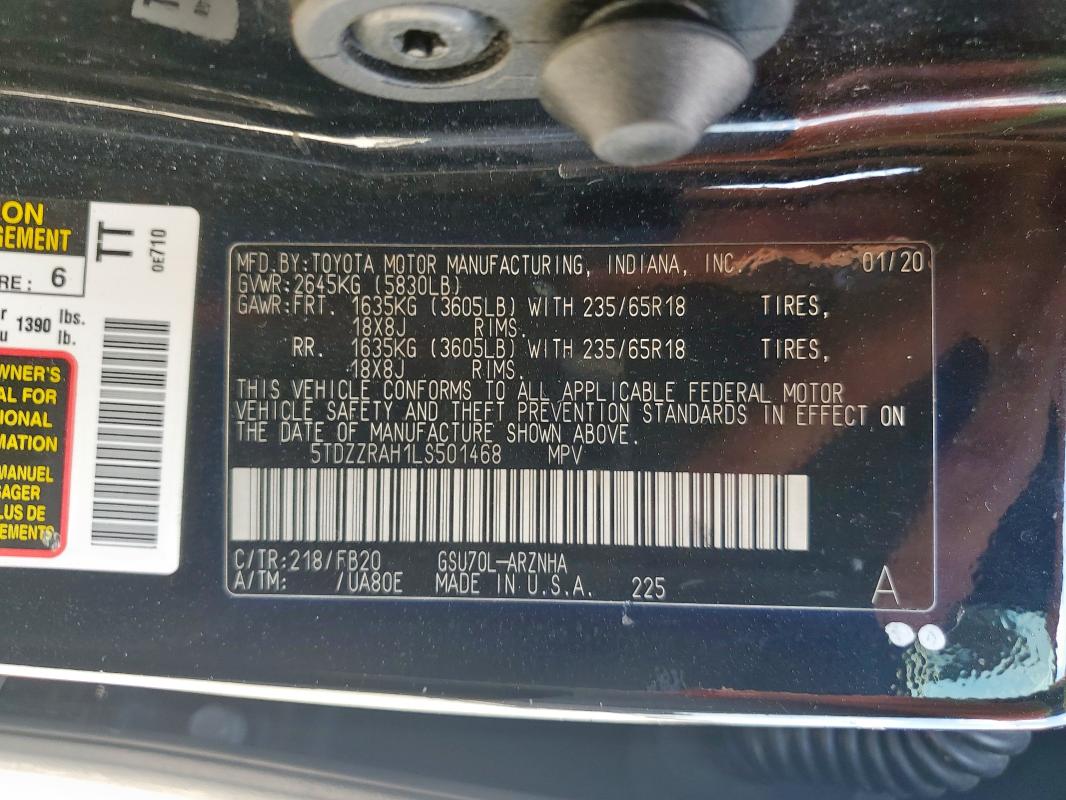 ON
GEMENT
RE: 6
1390 lbs.
lb.
WNER'S
AL FOR
IONAL
MATION
MANUEL
AGER
LUS DE
EMENTS
TT
0E710
MFD.BY:TOYOTA MOTOR MANUFACTURING, INDIANA, INC. 01/20
GVWR:2645KG (5830LB)
GAWR:FRT. 1635KG (3605LB) WITH 235/65R18 TIRES,
18X8J RIMS.
RR. 1635KG (3605LB) WITH 235/65R18 TIRES,
18X8J RIMS.
THIS VEHICLE CONFORMS TO ALL APPLICABLE FEDERAL MOTOR
VEHICLE SAFETY AND THEFT PREVENTION STANDARDS IN EFFECT ON
THE DATE OF MANUFACTURE SHOWN ABOVE.
5TDZZRAH1LS501468 MPV
C/TR:218/FB20 GSU70L-ARZNHA
A/TM: /UA80E MADE IN U.S.A. 225
A